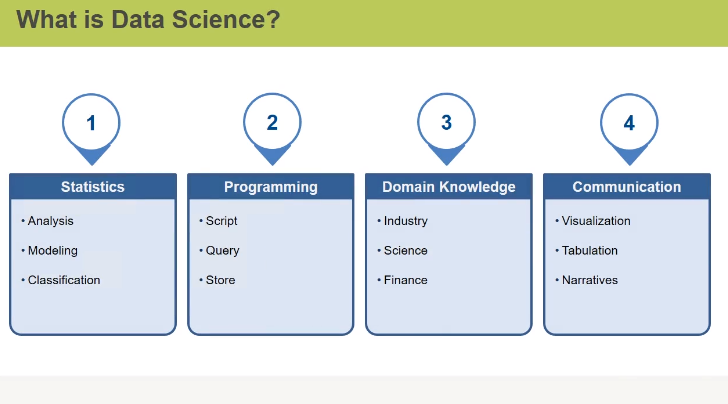 What is Data Science?
1
2
3
4
Statistics
• Analysis
• Modeling
• Classification
Programming
• Script
• Query
• Store
Domain Knowledge
• Industry
• Science
• Finance
Communication
• Visualization
• Tabulation
• Narratives